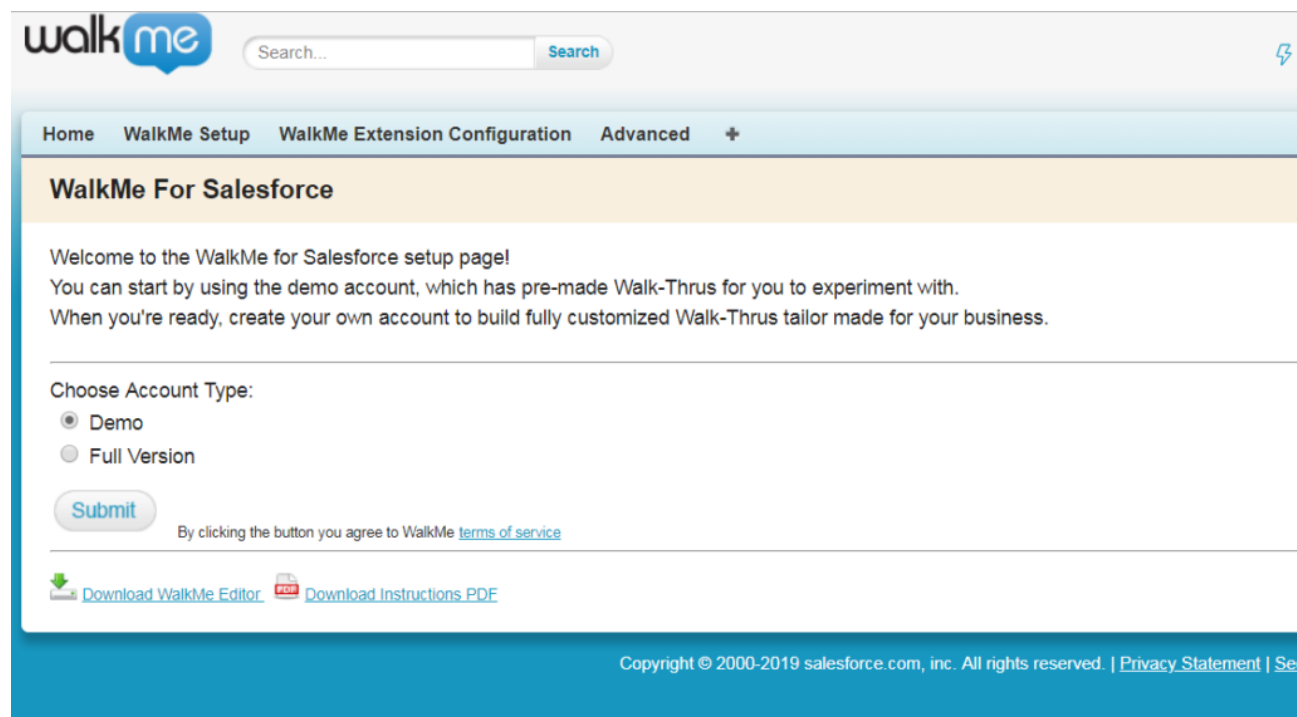 walkme
Search... Search
Home WalkMe Setup WalkMe Extension Configuration Advanced +
WalkMe For Salesforce
Welcome to the WalkMe for Salesforce setup page!
You can start by using the demo account, which has pre-made Walk-Thrus for you to experiment with.
When you're ready, create your own account to build fully customized Walk-Thrus tailor made for your business.
Choose Account Type:
Demo
Full Version
Submit
By clicking the button you agree to WalkMe terms of service
Download WalkMe Editor PDF Download Instructions PDF
Copyright © 2000-2019 salesforce.com, inc. All rights reserved. | Privacy Statement | Se